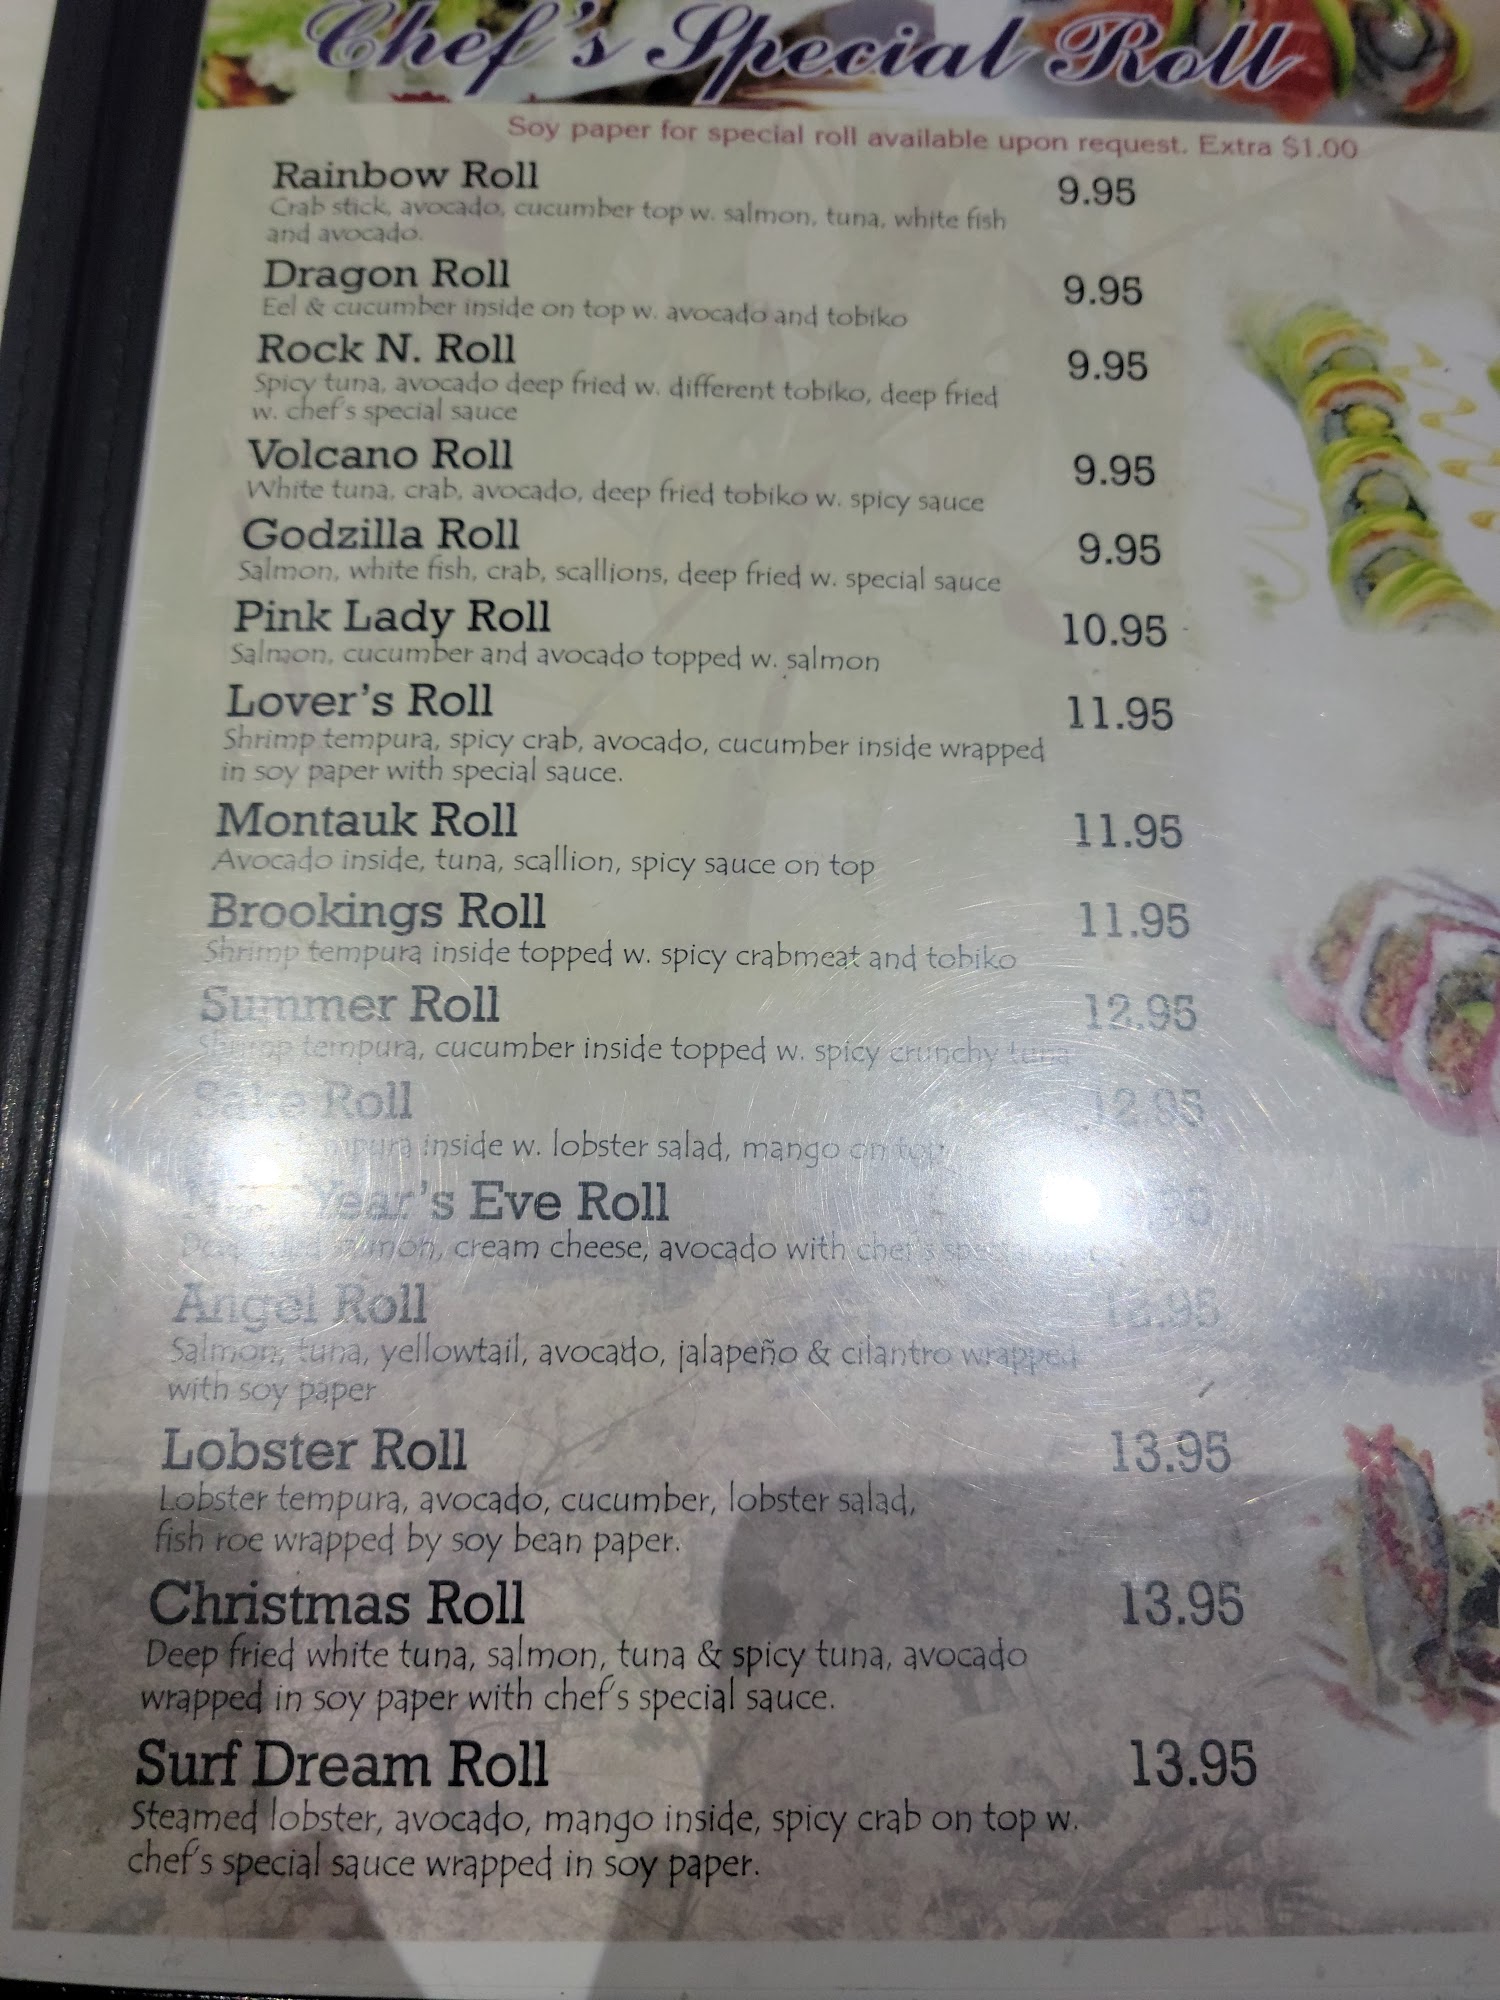 Chef's Special Roll
Soy paper for special roll available upon request. Extra $1.00
Rainbow Roll 9.95
Crab stick, avocado, cucumber top w. salmon, tuna, white fish
and avocado.
Dragon Roll 9.95
Eel & cucumber inside on top w. avocado and tobiko
Rock N. Roll 9.95
Spicy tuna, avocado deep fried w. different tobiko, deep fried
w. chef's special sauce
Volcano Roll 9.95
White tuna, crab, avocado, deep fried tobiko w. spicy sauce
Godzilla Roll 9.95
Salmon, white fish, crab, scallions, deep fried w. special sauce
Pink Lady Roll 10.95
Salmon, cucumber and avocado topped w. salmon
Lover's Roll 11.95
Shrimp tempura, spicy crab, avocado, cucumber inside wrapped
in soy paper with special sauce.
Montauk Roll 11.95
Avocado inside, tuna, scallion, spicy sauce on top
Brookings Roll 11.95
Shrimp tempura inside topped w. spicy crabmeat and tobiko
Summer Roll 12.95
Shrimp tempura, cucumber inside topped w. spicy crunchy tuna
Sake Roll 12.95
tempura inside w. lobster salad, mango on top
Year's Eve Roll
cream cheese, avocado with chef's
Angel Roll
Salmon, tuna, yellowtail, avocado, jalapeño & cilantro wrapped
with soy paper
Lobster Roll 13.95
Lobster tempura, avocado, cucumber, lobster salad,
fish roe wrapped by soy bean paper.
Christmas Roll 13.95
Deep fried white tuna, salmon, tuna & spicy tuna, avocado
wrapped in soy paper with chef's special sauce.
Surf Dream Roll 13.95
Steamed lobster, avocado, mango inside, spicy crab on top w.
chef's special sauce wrapped in soy paper.